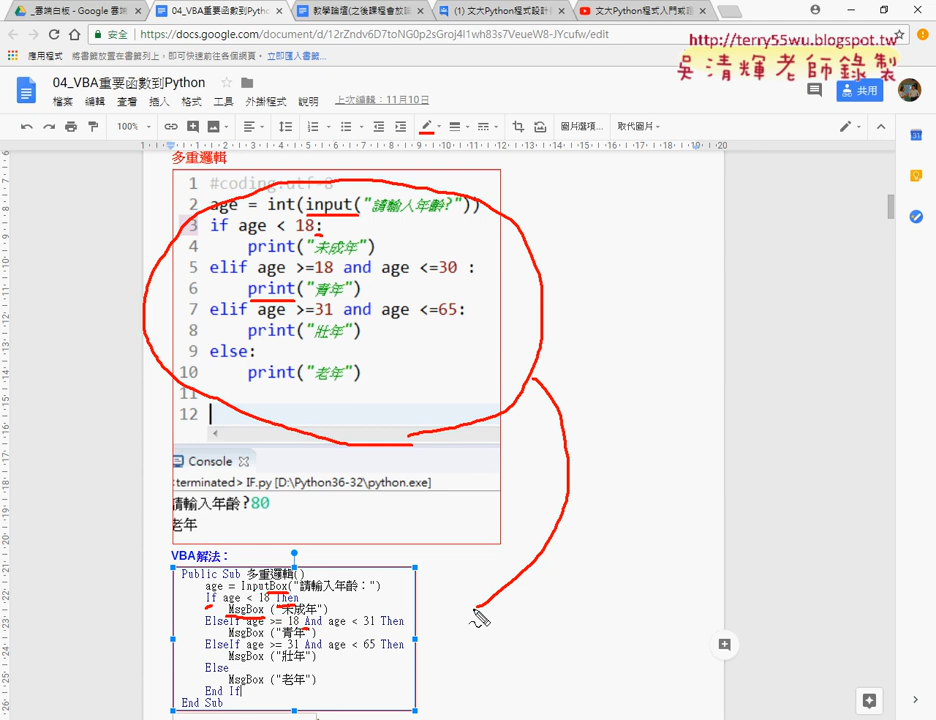 _雲端白板 - Google 雲端
04_VBA重要函數到Pytho
教學論壇(之後課程會放
(1) 文大Python程式設計
文大Python程式入門或
安全 | https://docs.google.com/document/d/12rZndv6D7toNG0p2sGroj4I1wh83s7VeueW8-JYcufw/edit
http://terry55wu.blogspot.tw
吳清輝老師錄製
應用程式 將書籤放置在書籤列上，即可快速前往各個網頁。 立即匯入書籤...
04_VBA重要函數到Python
檔案 編輯 查看 插入 格式 工具 外掛程式 說明 上次編輯：11月10日
共用
100%
圖片選項... 取代圖片
多重邏輯
1 #coding:utf-8
2 age = int(input("請輸入年齡?"))
3 if age < 18:
4 print("未成年")
5 elif age >=18 and age <=30 :
6 print("青年")
7 elif age >=31 and age <=65:
8 print("壯年")
9 else:
10 print("老年")
11
12
Console
<terminated> IF.py [D:\Python36-32\python.exe]
請輸入年齡?80
老年
VBA解法：
Public Sub 多重邏輯()
age = InputBox("請輸入年齡：")
If age < 18 Then
MsgBox ("未成年")
ElseIf age >= 18 And age < 31 Then
MsgBox ("青年")
ElseIf age >= 31 And age < 65 Then
MsgBox ("壯年")
Else
MsgBox ("老年")
End If
End Sub